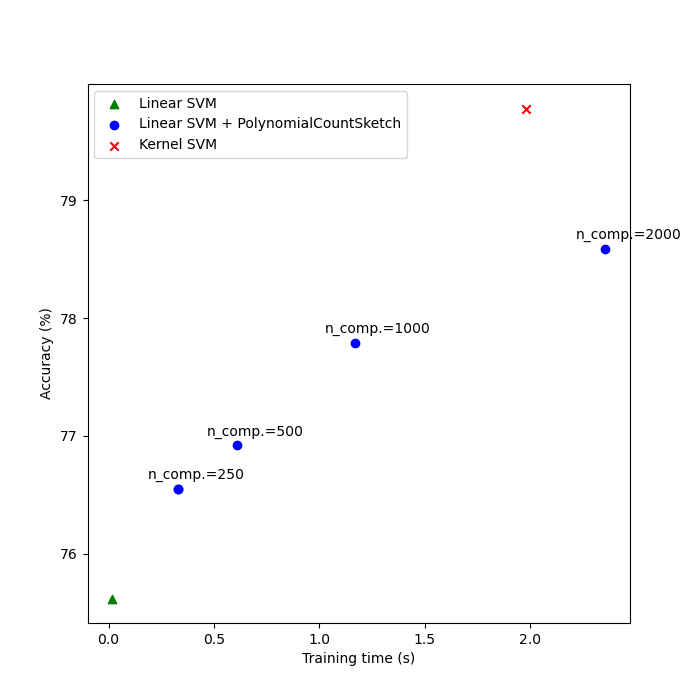 Linear SVM
Linear SVM + PolynomialCountSketch
Kernel SVM
79
n_comp.=2000
78
n_comp.=1000
77
n_comp.=500
n_comp.=250
76
Accuracy (%)
0.0 0.5 1.0 1.5 2.0
Training time (s)